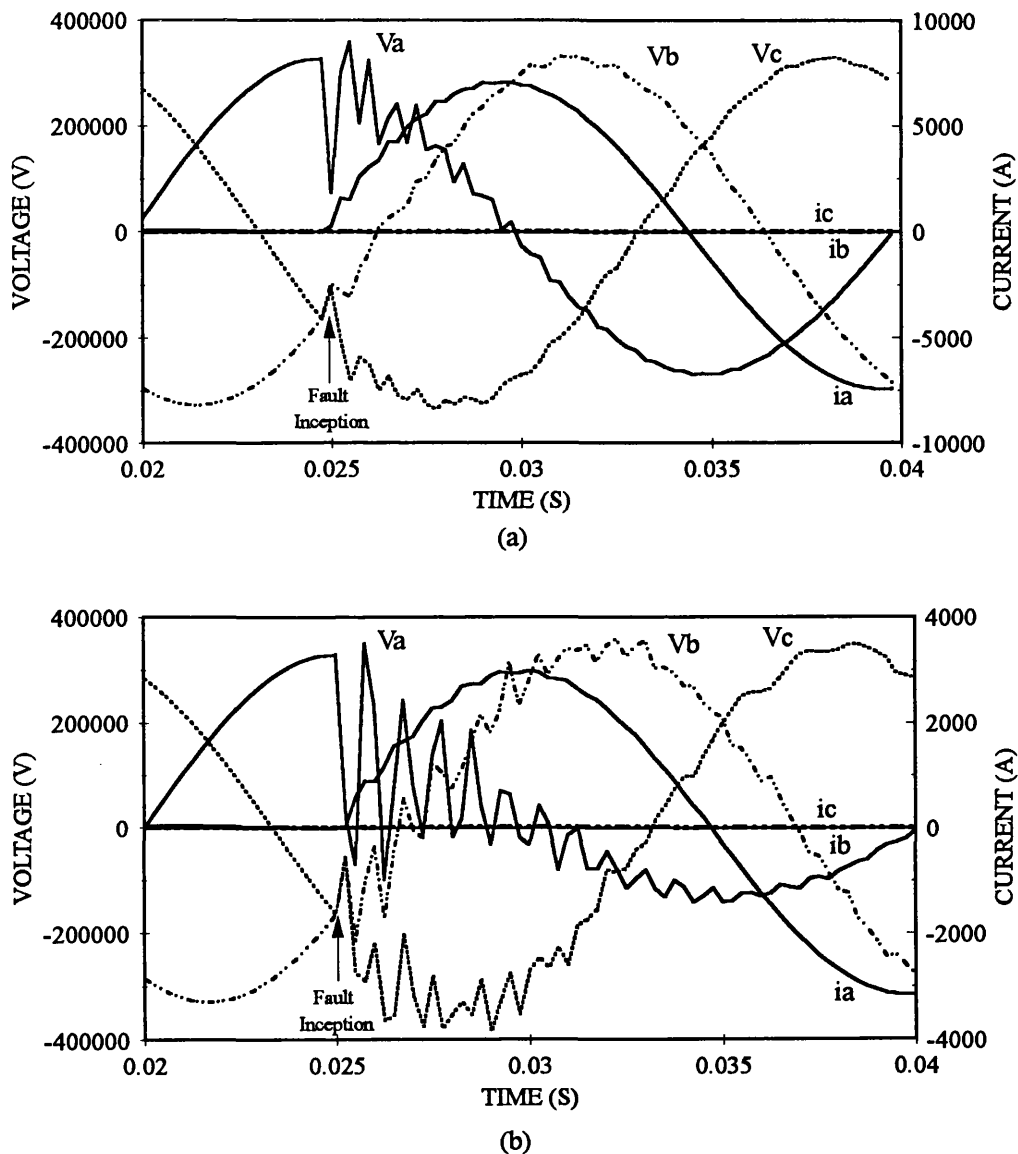 400000
10000
Va
Vb
Vc
200000
5000
VOLTAGE (V)
0
ic
ib
0
CURRENT (A)
-200000
Fault
Inception
ia
-5000
-400000
-10000
0.02
0.025
0.03
0.035
0.04
TIME (S)
(a)
400000
4000
Va
Vb
Vc
200000
2000
VOLTAGE (V)
0
ic
ib
0
CURRENT (A)
-200000
Fault
Inception
ia
-2000
-400000
-4000
0.02
0.025
0.03
0.035
0.04
TIME (S)
(b)